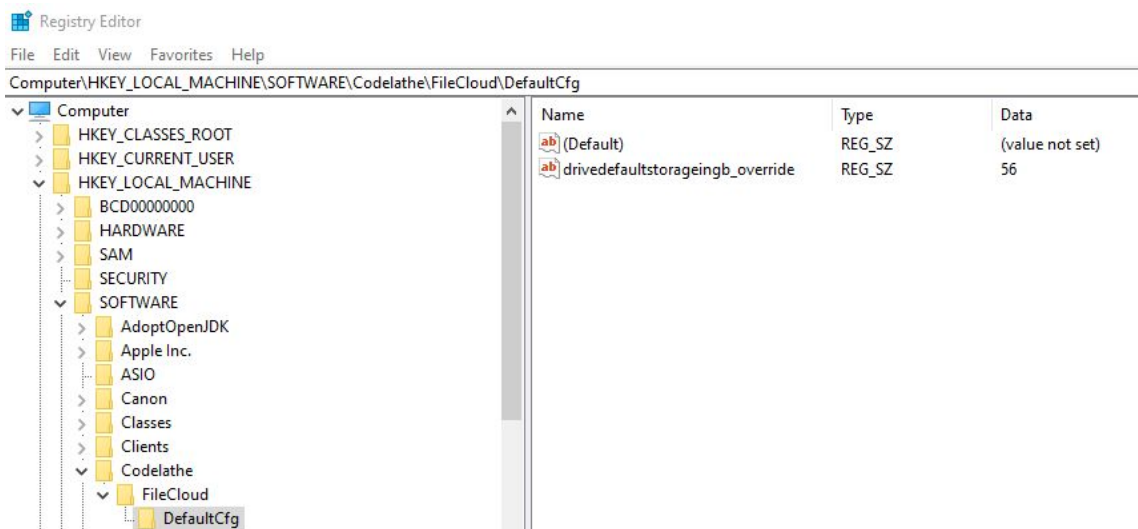 Registry Editor
File Edit View Favorites Help
Computer\HKEY_LOCAL_MACHINE\SOFTWARE\Codelathe\FileCloud\DefaultCfg
Computer
HKEY_CLASSES_ROOT
HKEY_CURRENT_USER
HKEY_LOCAL_MACHINE
BCD00000000
HARDWARE
SAM
SECURITY
SOFTWARE
AdoptOpenJDK
Apple Inc.
ASIO
Canon
Classes
Clients
Codelathe
FileCloud
DefaultCfg
Name Type Data
ab (Default) REG_SZ (value not set)
ab drivedefaultstorageingb_override REG_SZ 56